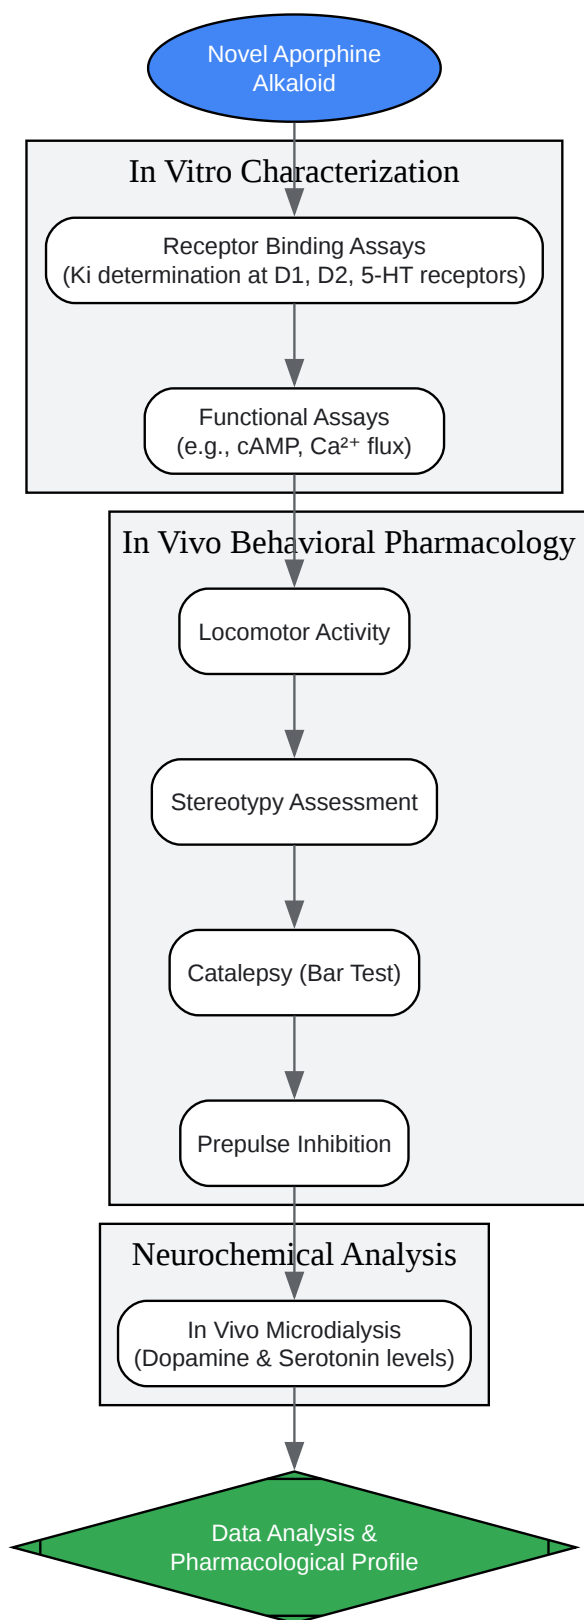 Novel Aporphine
Alkaloid
In Vitro Characterization
Receptor Binding Assays
(Ki determination at D1, D2, 5-HT receptors)
Functional Assays
(e.g., cAMP, Ca²⁺ flux)
In Vivo Behavioral Pharmacology
Locomotor Activity
Stereotypy Assessment
Catalepsy (Bar Test)
Prepulse Inhibition
Neurochemical Analysis
In Vivo Microdialysis
(Dopamine & Serotonin levels)
Data Analysis &
Pharmacological Profile